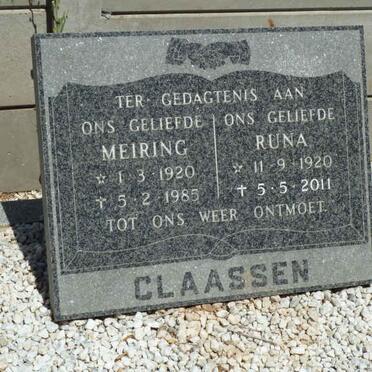 TER GEDAGTENIS AAN
ONS GELIEFDE
MEIRING
☆ 1·3·1920
✝ 5·2·1985
ONS GELIEFDE
RUNA
☆ 11·9·1920
✝ 5·5·2011
TOT ONS WEER ONTMOET
CLAASSEN